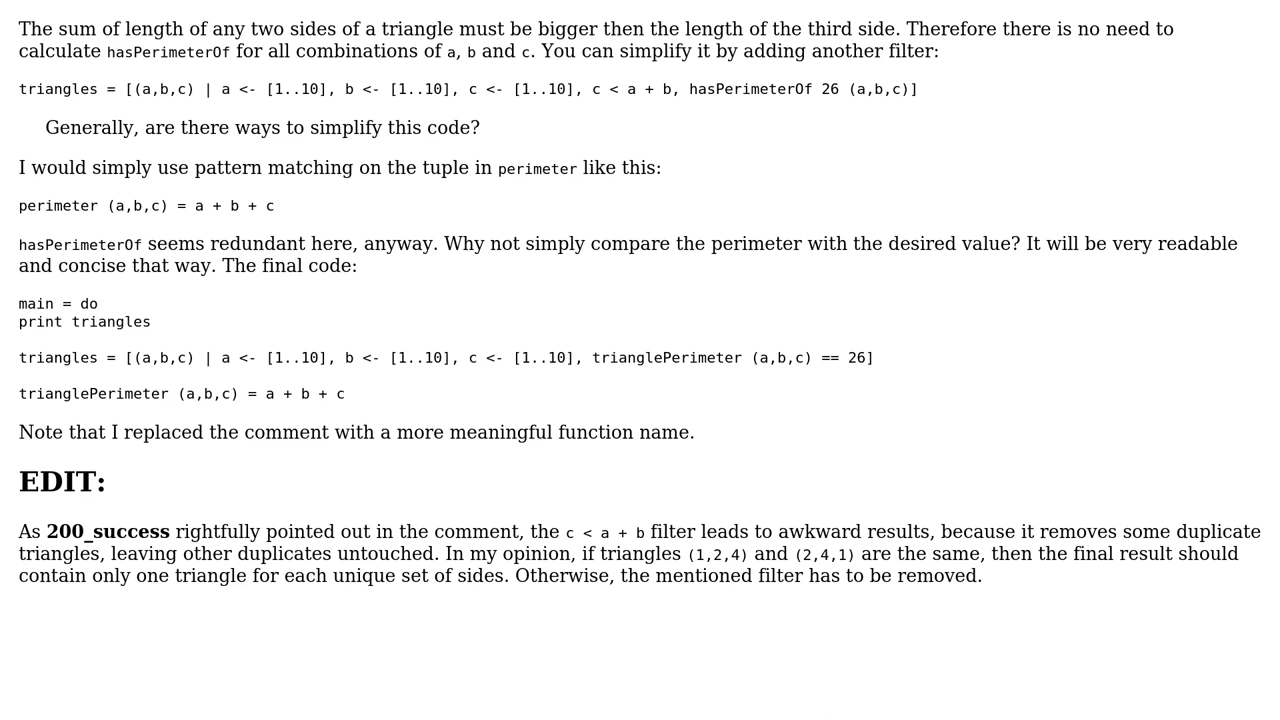 The sum of length of any two sides of a triangle must be bigger then the length of the third side. Therefore there is no need to
calculate hasPerimeterOf for all combinations of a, b and c. You can simplify it by adding another filter:
triangles = [(a,b,c) | a <- [1..10], b <- [1..10], c <- [1..10], c < a + b, hasPerimeterOf 26 (a,b,c)]
Generally, are there ways to simplify this code?
I would simply use pattern matching on the tuple in perimeter like this:
perimeter (a,b,c) = a + b + c
hasPerimeterOf seems redundant here, anyway. Why not simply compare the perimeter with the desired value? It will be very readable
and concise that way. The final code:
main = do
print triangles
triangles = [(a,b,c) | a <- [1..10], b <- [1..10], c <- [1..10], trianglePerimeter (a,b,c) == 26]
trianglePerimeter (a,b,c) = a + b + c
Note that I replaced the comment with a more meaningful function name.
EDIT:
As 200_success rightfully pointed out in the comment, the c < a + b filter leads to awkward results, because it removes some duplicate
triangles, leaving other duplicates untouched. In my opinion, if triangles (1,2,4) and (2,4,1) are the same, then the final result should
contain only one triangle for each unique set of sides. Otherwise, the mentioned filter has to be removed.